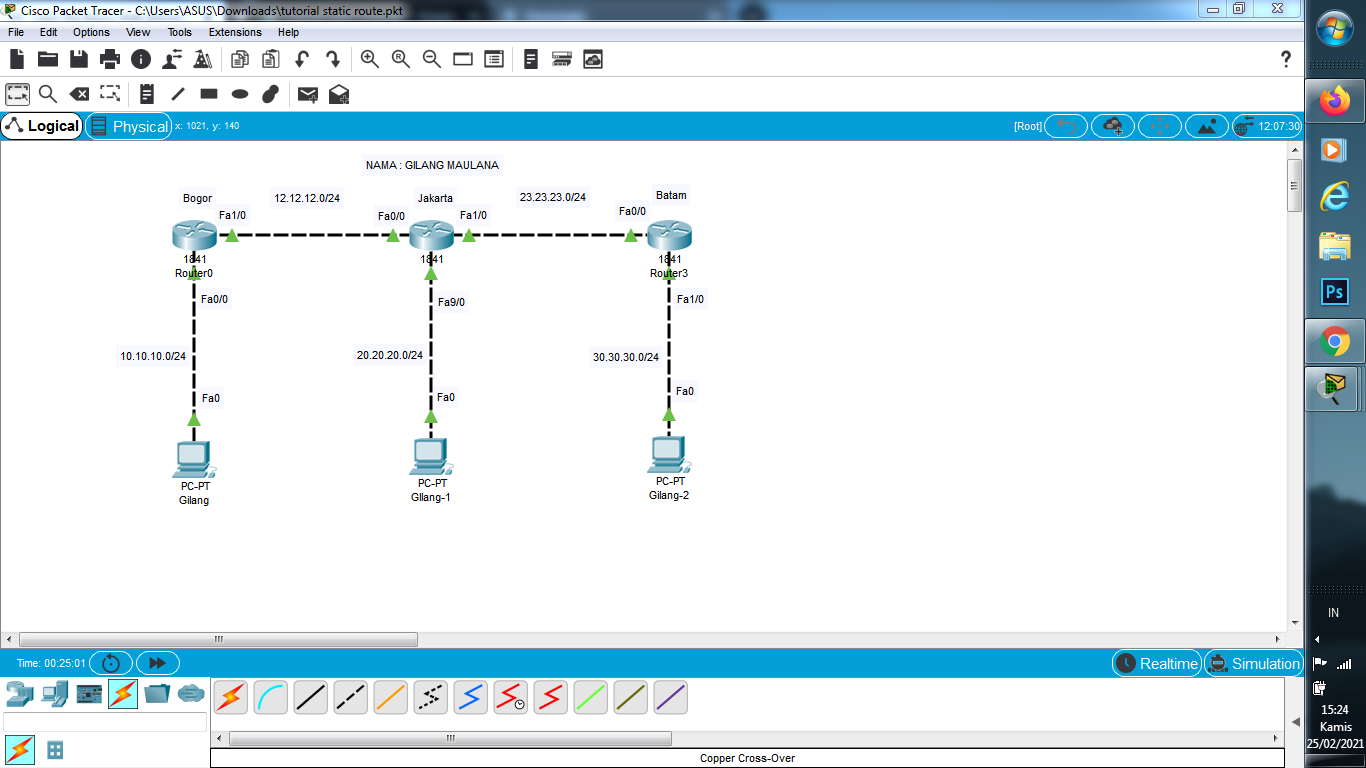 Cisco Packet Tracer - C:\Users\ASUS\Downloads\tutorial static route.pkt
File Edit Options View Tools Extensions Help
?
Logical Physical x: 1021, y: 140 [Root] 12:07:30
NAMA : GILANG MAULANA
Bogor 12.12.12.0/24 Jakarta 23.23.23.0/24 Batam
Fa1/0 Fa0/0 Fa1/0 Fa0/0
1841 1841 1841
Router0 Router3
Fa0/0 Fa9/0 Fa1/0
10.10.10.0/24 20.20.20.0/24 30.30.30.0/24
Fa0 Fa0 Fa0
PC-PT PC-PT PC-PT
Gilang GIlang-1 Gilang-2
Time: 00:25:01 Realtime Simulation
Copper Cross-Over
Ps
IN
15:24
Kamis
25/02/2021